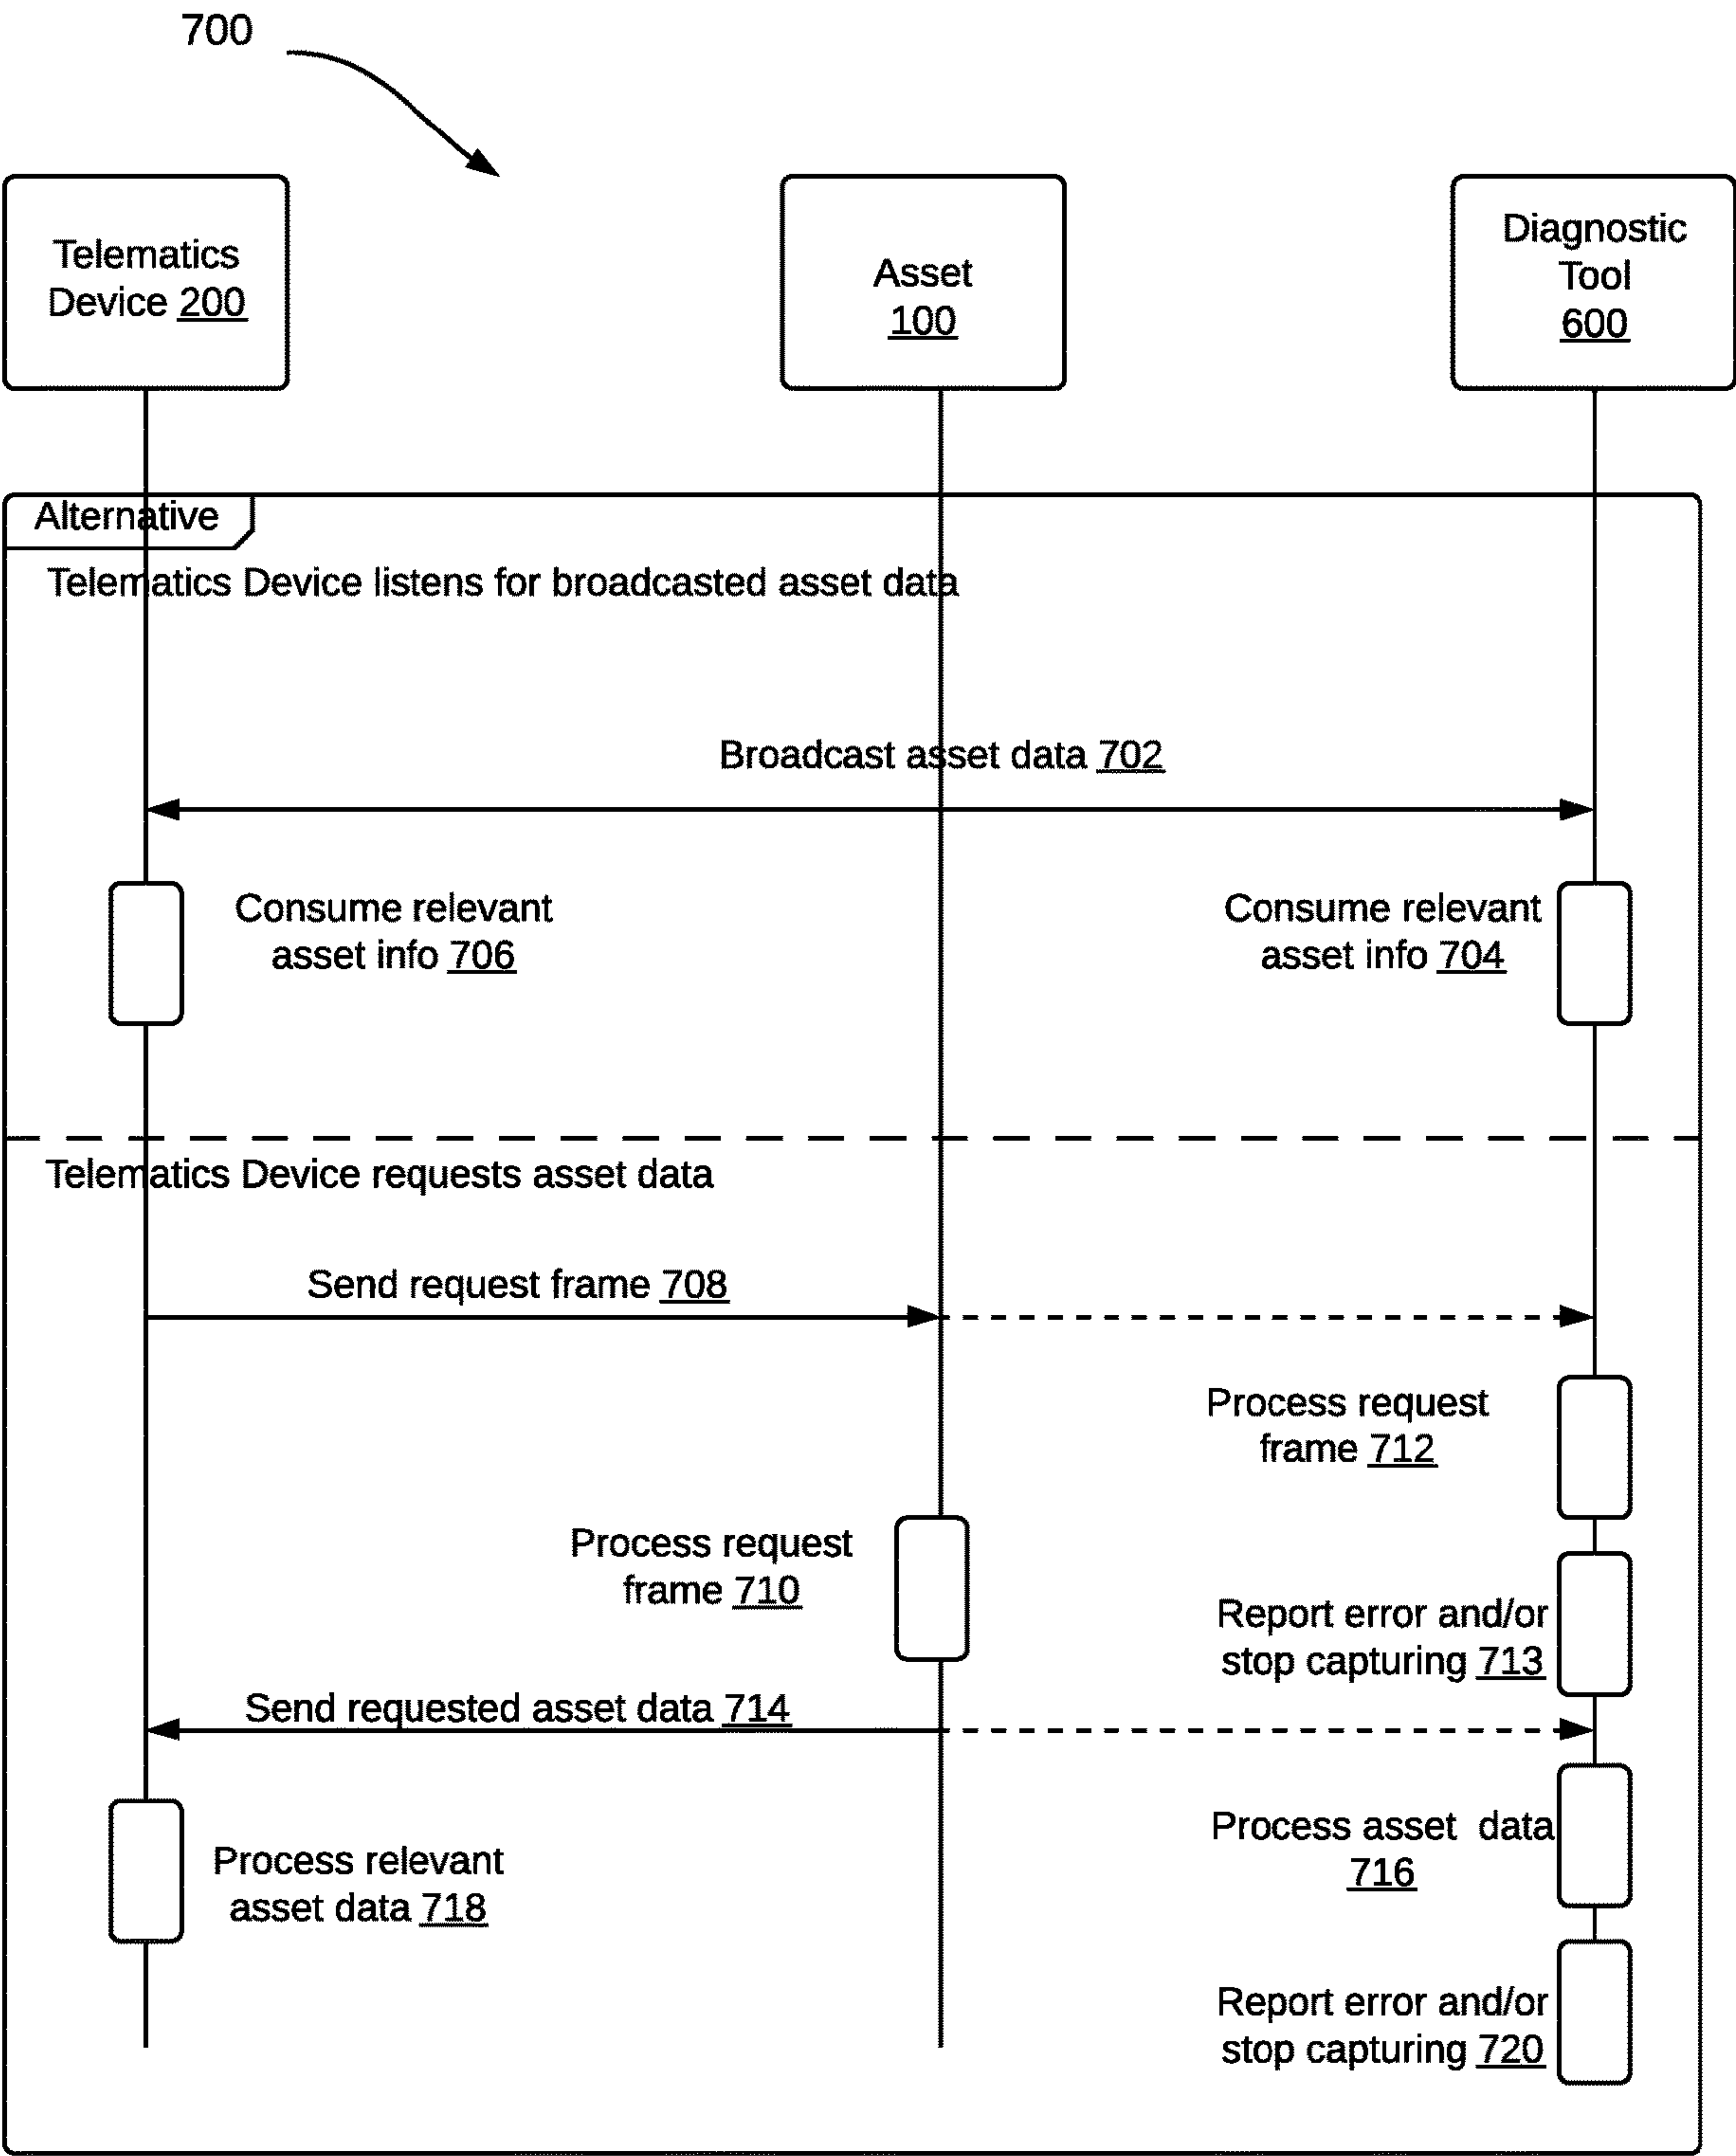 700
Telematics
Device 200
Asset
100
Diagnostic
Tool
600
Alternative
Telematics Device listens for broadcasted asset data
Broadcast asset data 702
Consume relevant
asset info 706
Consume relevant
asset info 704
Telematics Device requests asset data
Send request frame 708
Process request
frame 712
Process request
frame 710
Report error and/or
stop capturing 713
Send requested asset data 714
Process asset data
716
Process relevant
asset data 718
Report error and/or
stop capturing 720